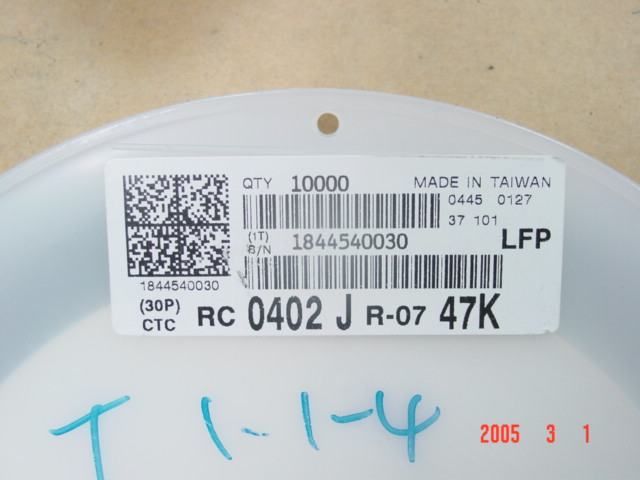 QTY 10000 MADE IN TAIWAN
0445 0127
37 101
(1T)
S/N 1844540030 LFP
1844540030
(30P)
CTC
RC 0402 J R-07 47K
T 1-1-4
2005 3 1